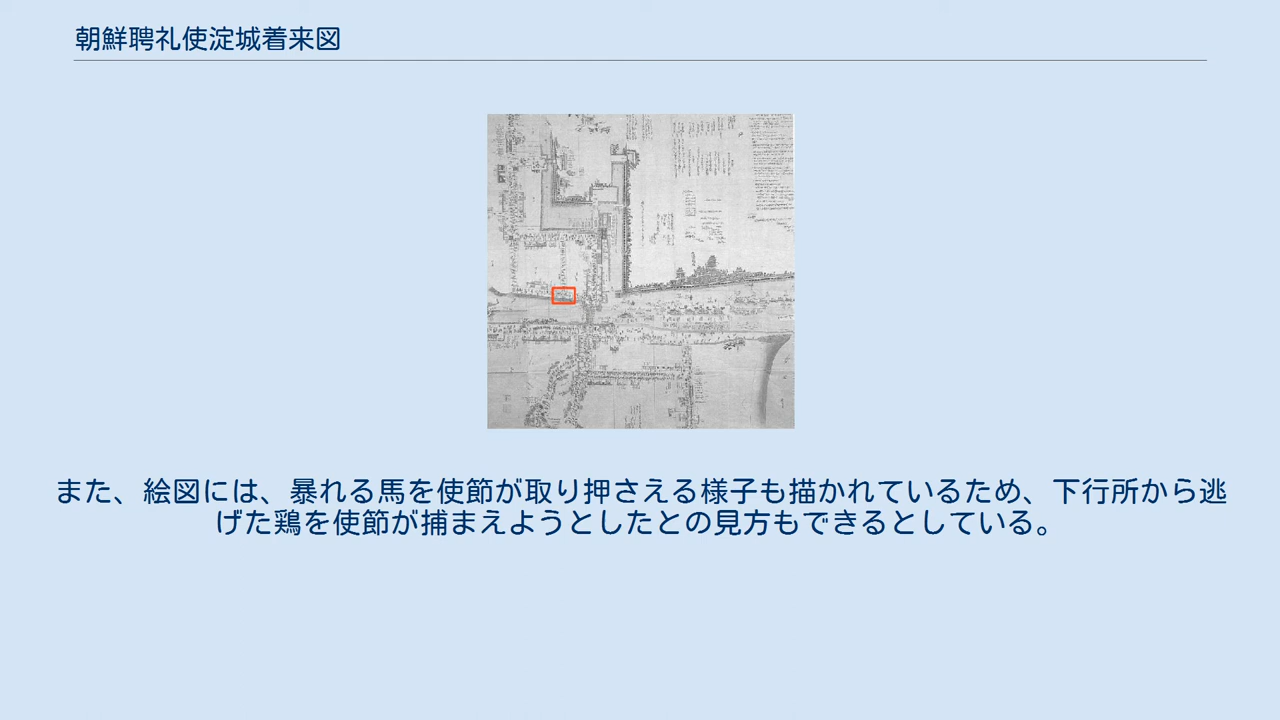 朝鮮聘礼使淀城着来図
また、絵図には、暴れる馬を使節が取り押さえる様子も描かれているため、下行所から逃
げた鶏を使節が捕まえようとしたとの見方もできるとしている。